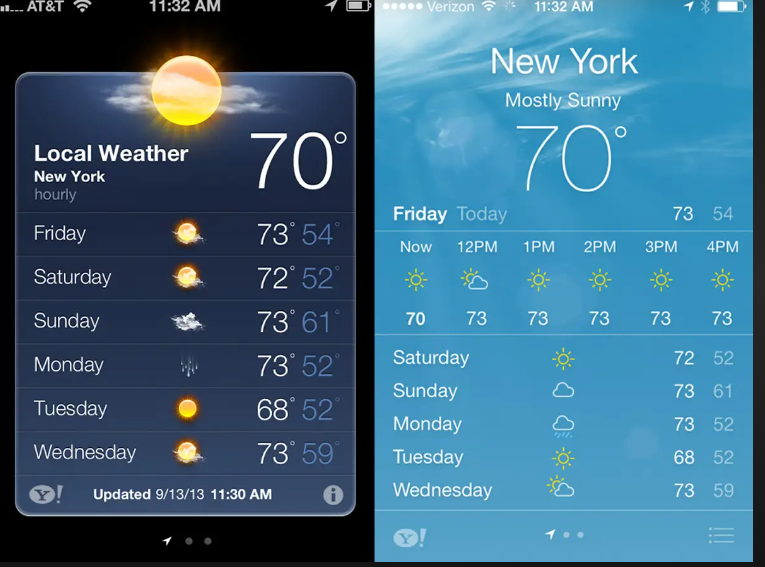 AT&T 11:32 AM
70°
Local Weather
New York
hourly
Friday 73° 54°
Saturday 72° 52°
Sunday 73° 61°
Monday 73° 52°
Tuesday 68° 52°
Wednesday 73° 59°
Y! Updated 9/13/13 11:30 AM i
Verizon 11:32 AM
New York
Mostly Sunny
70°
Friday Today 73 54
Now 12PM 1PM 2PM 3PM 4PM
70 73 73 73 73 73
Saturday 72 52
Sunday 73 61
Monday 73 52
Tuesday 68 52
Wednesday 73 59
Y!